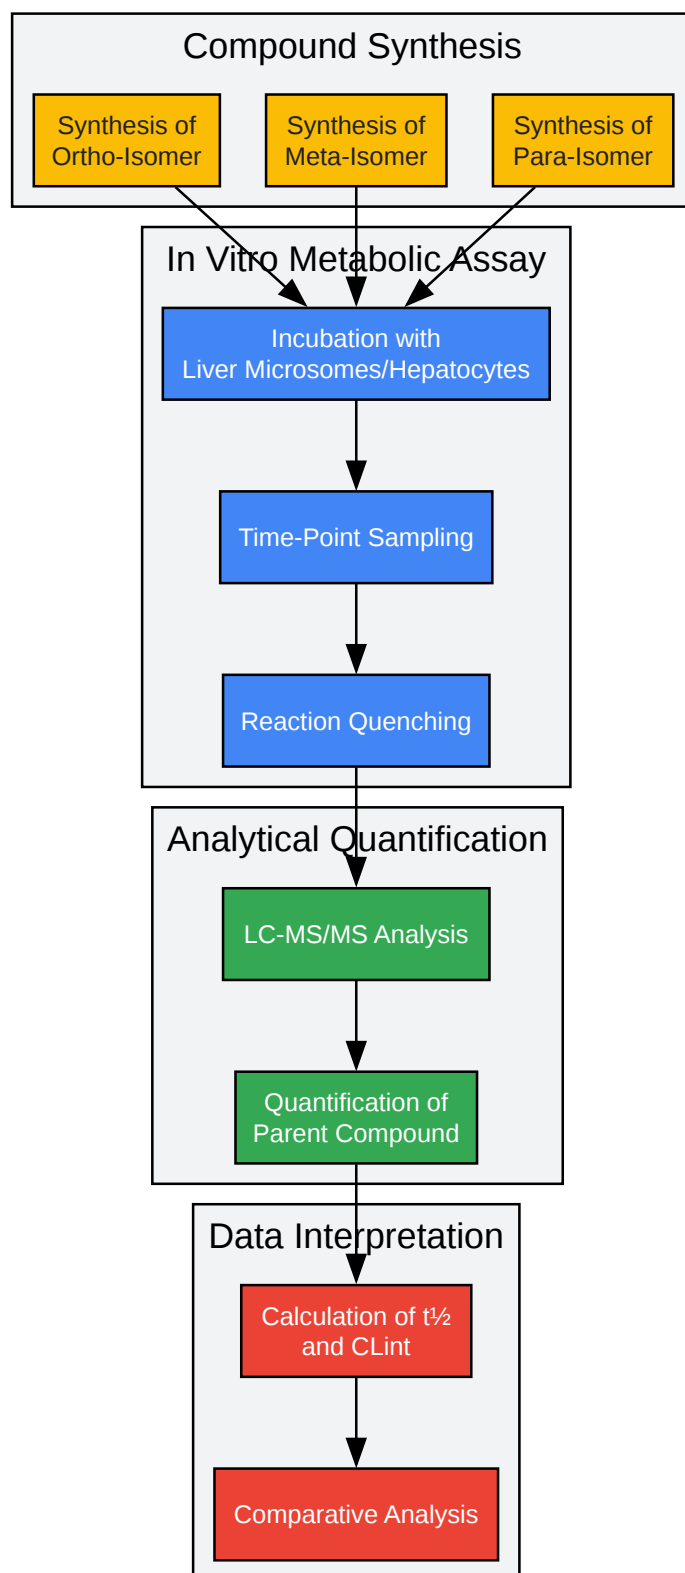 Compound Synthesis
Synthesis of
Ortho-Isomer
Synthesis of
Meta-Isomer
Synthesis of
Para-Isomer
In Vitro Metabolic Assay
Incubation with
Liver Microsomes/Hepatocytes
Time-Point Sampling
Reaction Quenching
Analytical Quantification
LC-MS/MS Analysis
Quantification of
Parent Compound
Data Interpretation
Calculation of t½
and CLint
Comparative Analysis